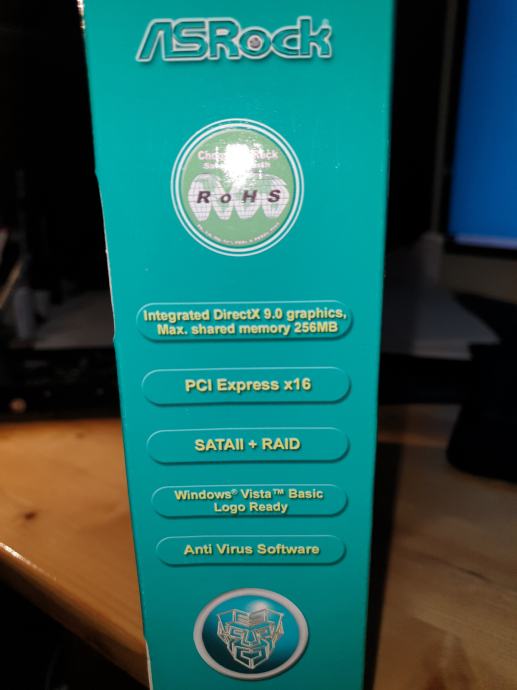 ASRock
RoHS
Integrated DirectX 9.0 graphics,
Max. shared memory 256MB
PCI Express x16
SATAII + RAID
Windows® Vista™ Basic
Logo Ready
Anti Virus Software